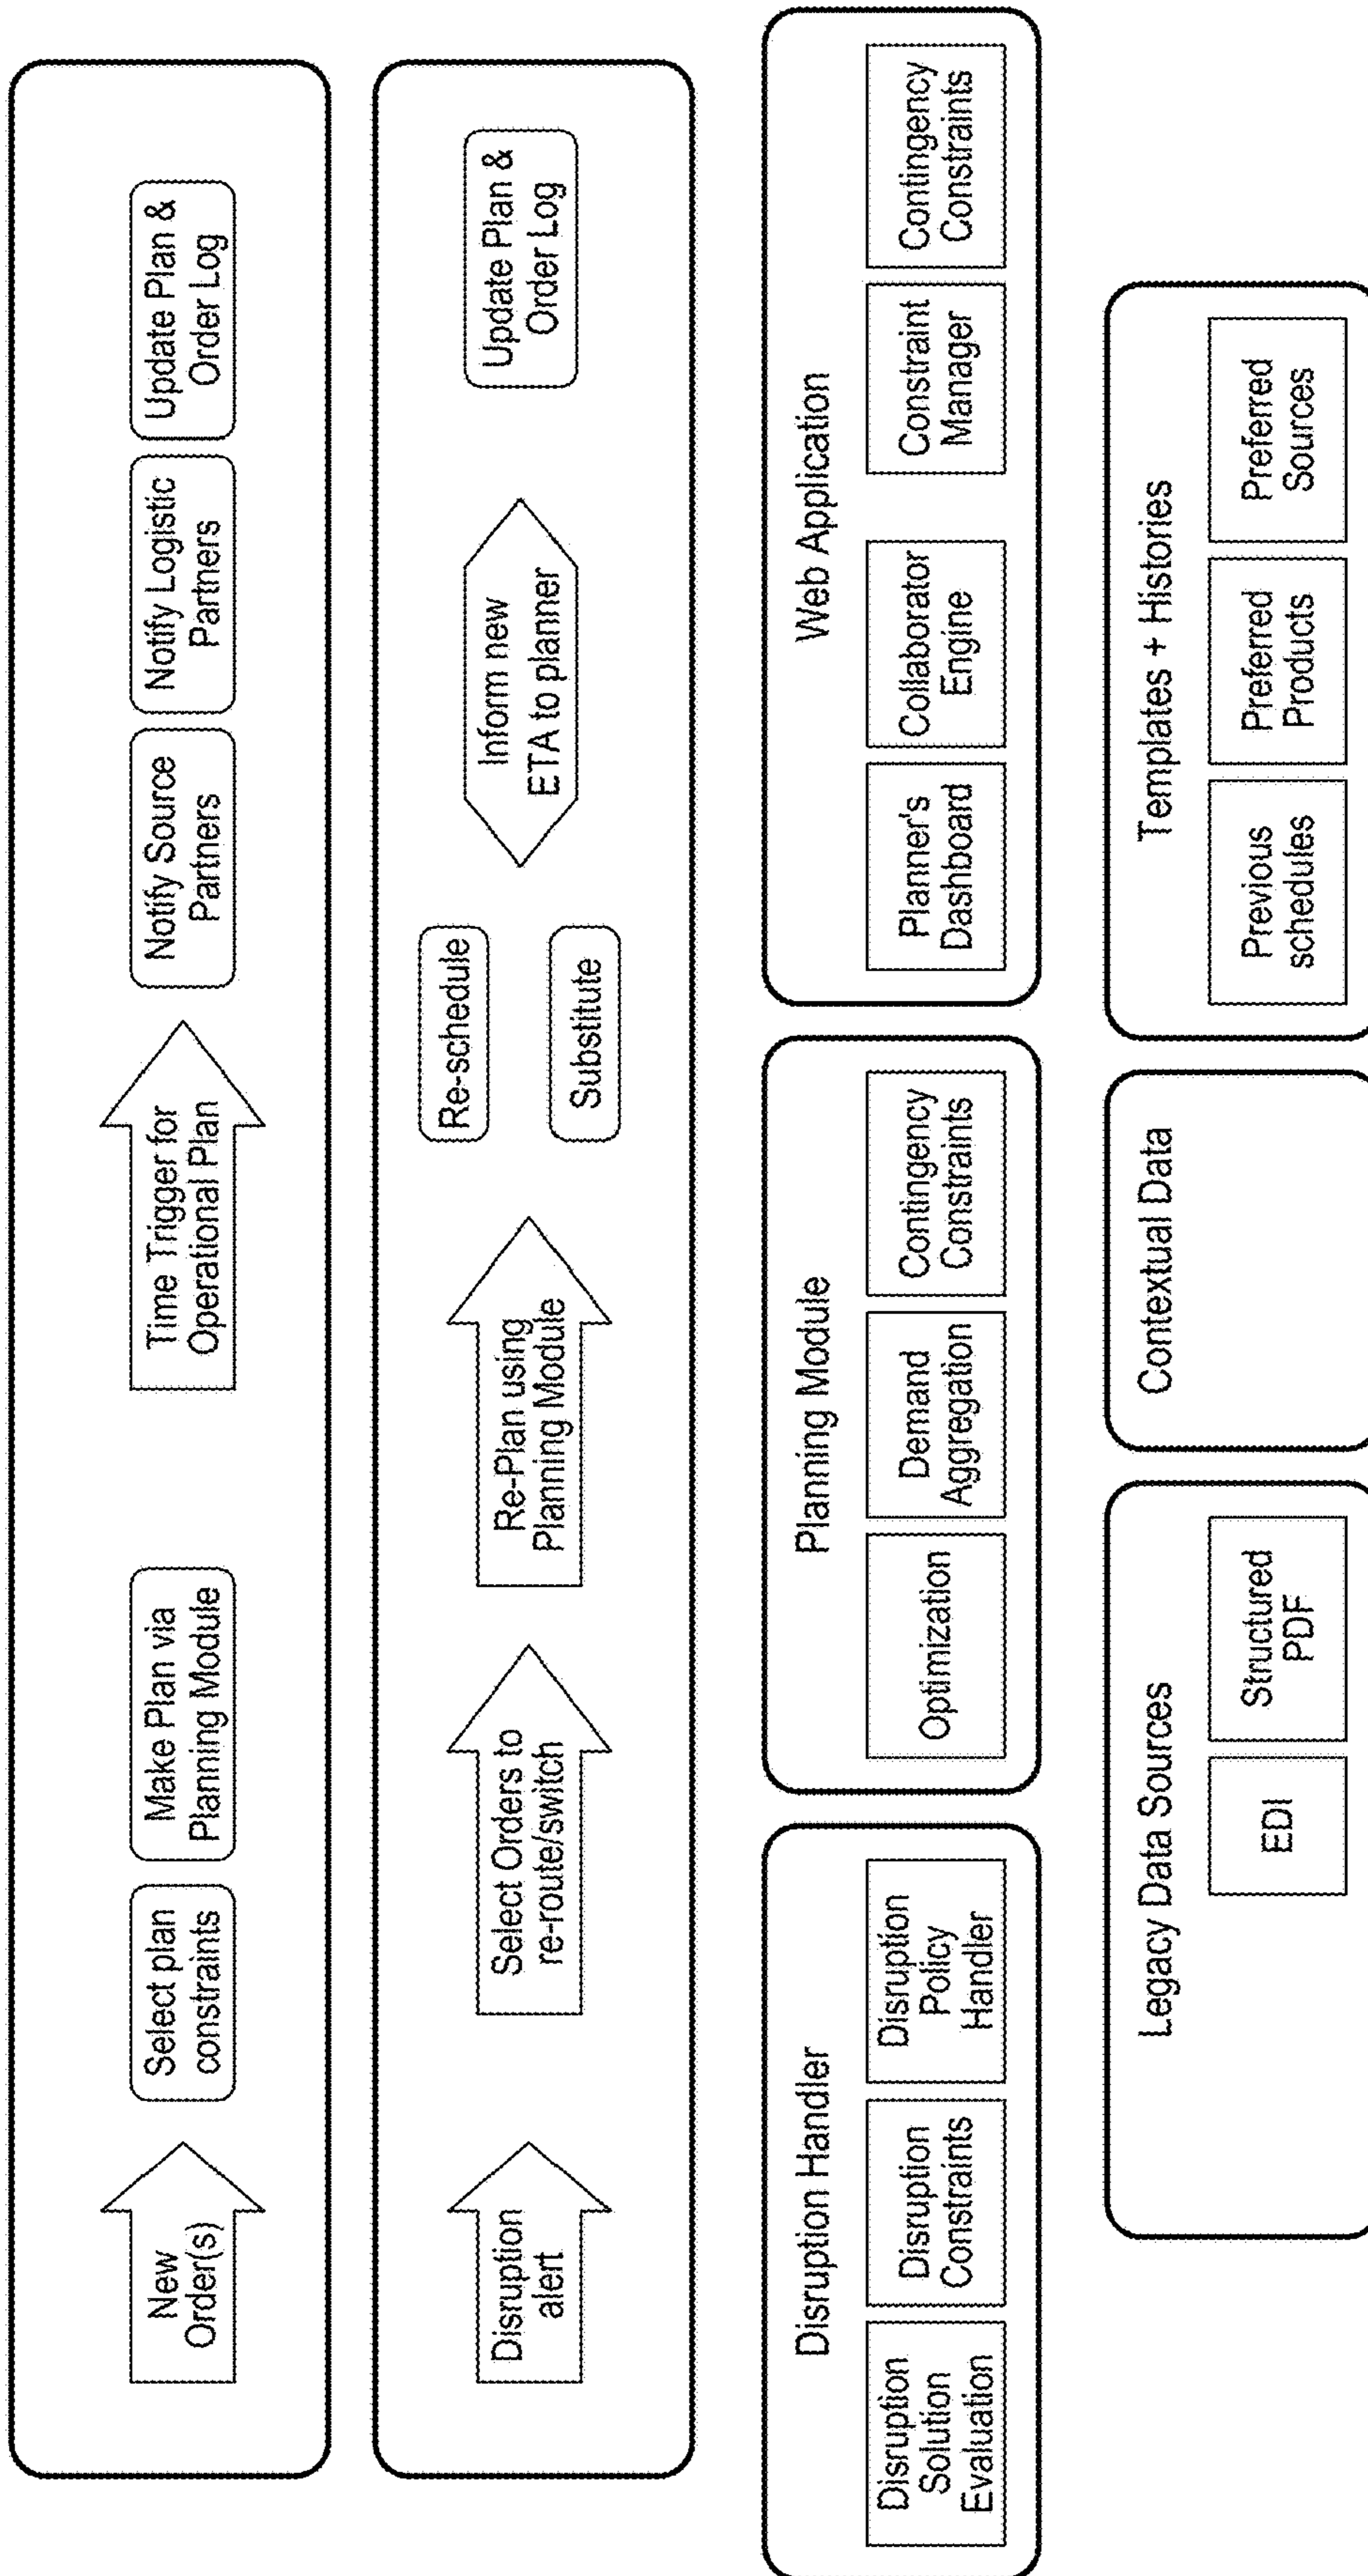 New
Order(s)
Select plan
constraints
Make Plan via
Planning Module
Time Trigger for
Operational Plan
Notify Source
Partners
Notify Logistic
Partners
Update Plan &
Order Log
Disruption
alert
Select Orders to
re-route/switch
Re-Plan using
Planning Module
Re-schedule
Substitute
Inform new
ETA to planner
Update Plan &
Order Log
Disruption Handler
Disruption
Solution
Evaluation
Disruption
Constraints
Disruption
Policy
Handler
Planning Module
Optimization
Demand
Aggregation
Contingency
Constraints
Web Application
Planner's
Dashboard
Collaborator
Engine
Constraint
Manager
Contingency
Constraints
Legacy Data Sources
EDI
Structured
PDF
Contextual Data
Templates + Histories
Previous
schedules
Preferred
Products
Preferred
Sources